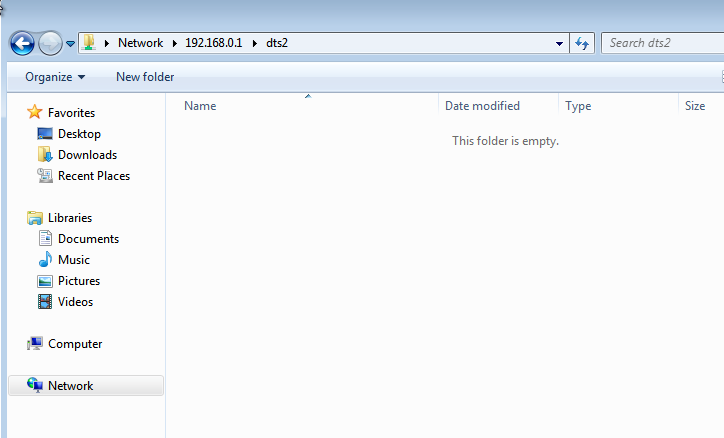 Network 192.168.0.1 dts2
Search dts2
Organize New folder
Name Date modified Type Size
This folder is empty.
Favorites
Desktop
Downloads
Recent Places
Libraries
Documents
Music
Pictures
Videos
Computer
Network